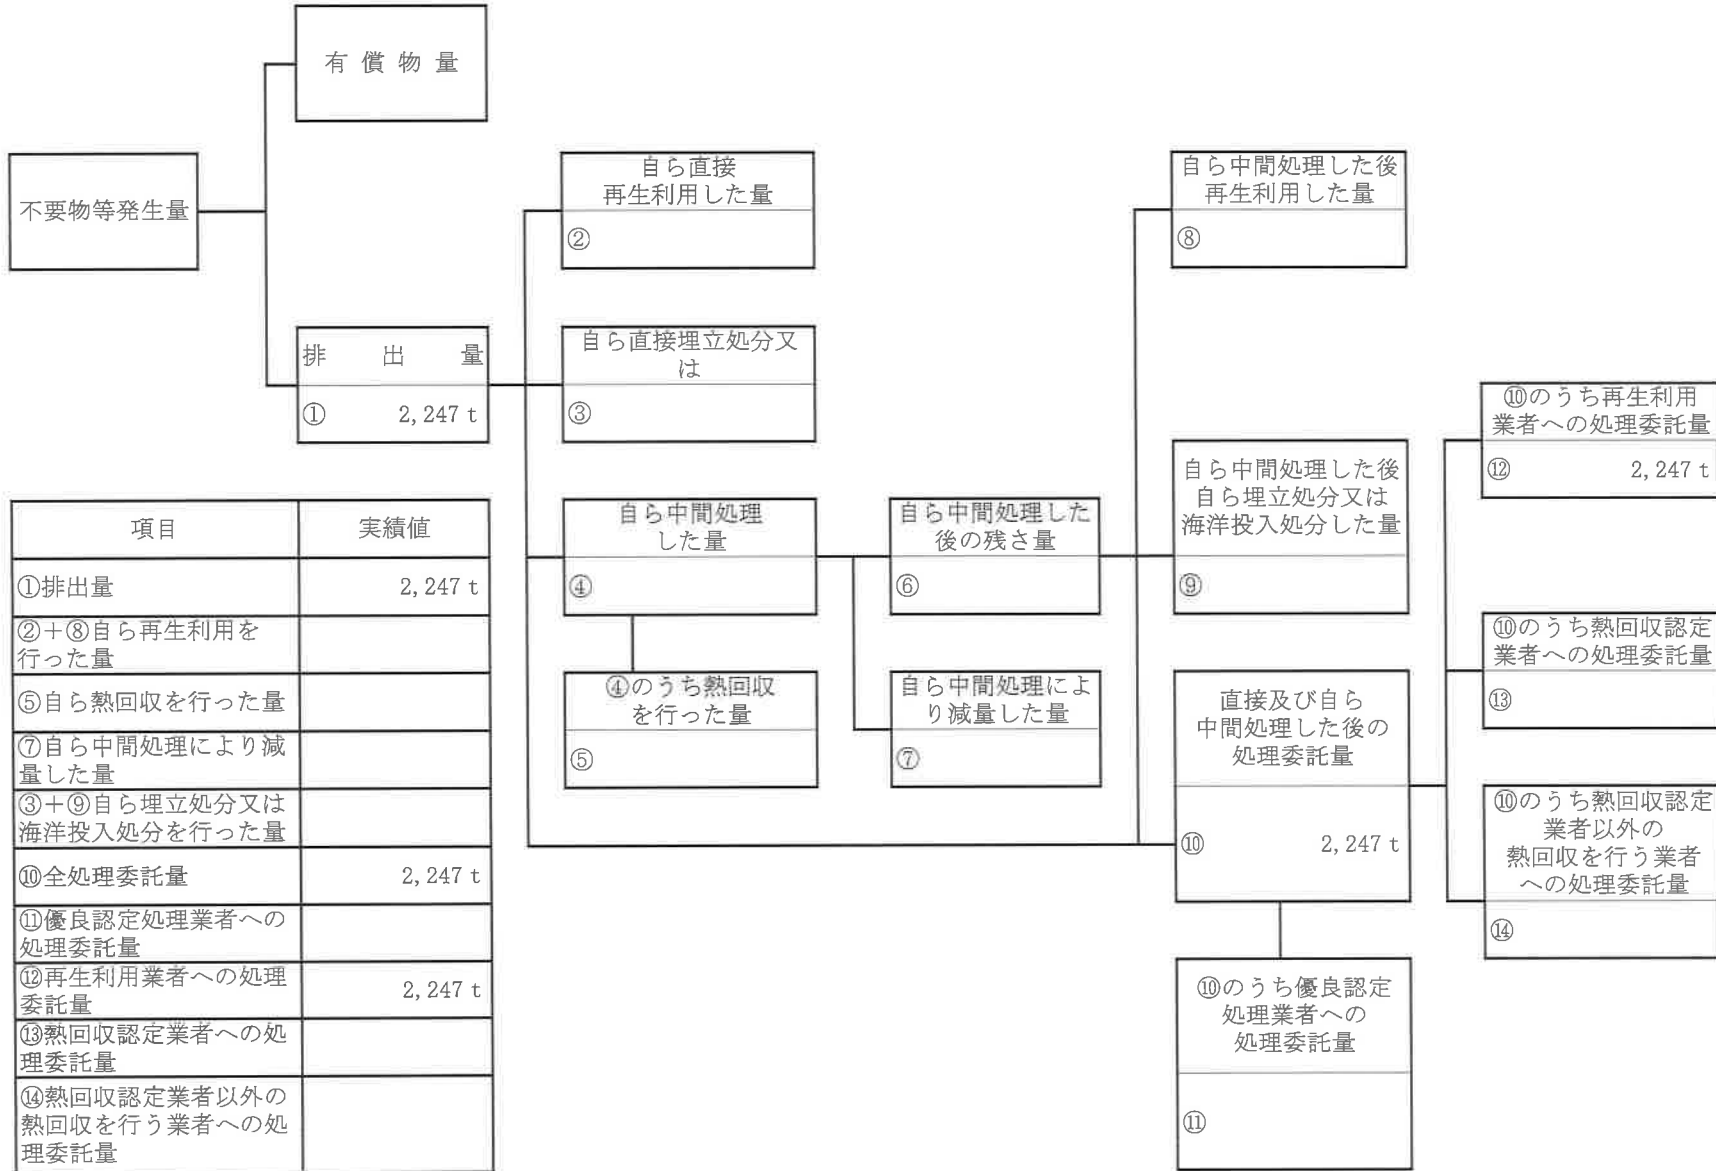 有償物量
不要物等発生量
排出量
① 2,247 t
自ら直接
再生利用した量
②
自ら直接埋立処分又
は
③
自ら中間処理
した量
④
④のうち熱回収
を行った量
⑤
自ら中間処理した
後の残さ量
⑥
自ら中間処理によ
り減量した量
⑦
自ら中間処理した後
再生利用した量
⑧
自ら中間処理した後
自ら埋立処分又は
海洋投入処分した量
⑨
直接及び自ら
中間処理した後の
処理委託量
⑩ 2,247 t
⑩のうち優良認定
処理業者への
処理委託量
⑪
⑩のうち再生利用
業者への処理委託量
⑫ 2,247 t
⑩のうち熱回収認定
業者への処理委託量
⑬
⑩のうち熱回収認定
業者以外の
熱回収を行う業者
への処理委託量
⑭
項目 実績値
①排出量 2,247 t
②+⑧自ら再生利用を
行った量
⑤自ら熱回収を行った量
⑦自ら中間処理により減
量した量
③+⑨自ら埋立処分又は
海洋投入処分を行った量
⑩全処理委託量 2,247 t
⑪優良認定処理業者への
処理委託量
⑫再生利用業者への処理
委託量 2,247 t
⑬熱回収認定業者への処
理委託量
⑭熱回収認定業者以外の
熱回収を行う業者への処
理委託量